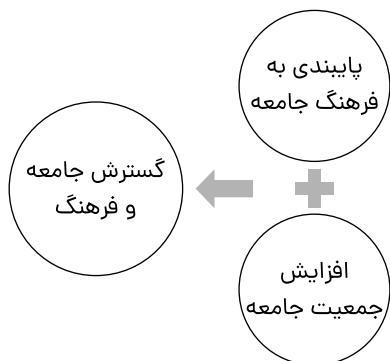 پایبندی به
فرهنگ جامعه
افزایش
جمعیت جامعه
گسترش جامعه
و فرهنگ